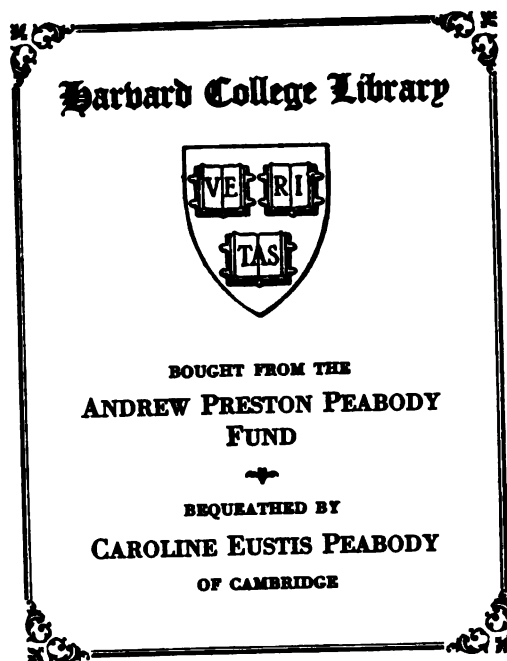 Harvard College Library
VE RI
TAS
BOUGHT FROM THE
ANDREW PRESTON PEABODY
FUND
BEQUEATHED BY
CAROLINE EUSTIS PEABODY
OF CAMBRIDGE